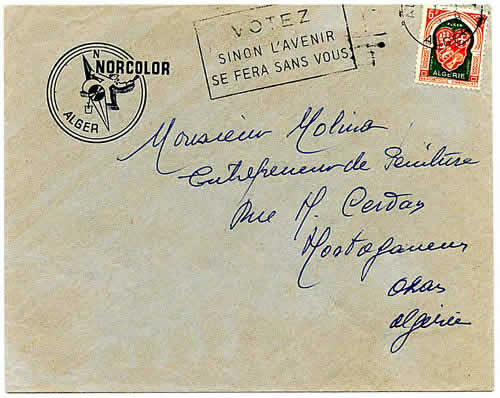 VOTEZ
SINON L'AVENIR
SE FERA SANS VOUS
ALGER
ALGERIE
N
NORCOLOR
ALGER
Monsieur Molina
Entrepreneur de Peinture
Rue M. Cerdan
Mostaganem
Oran
Algérie